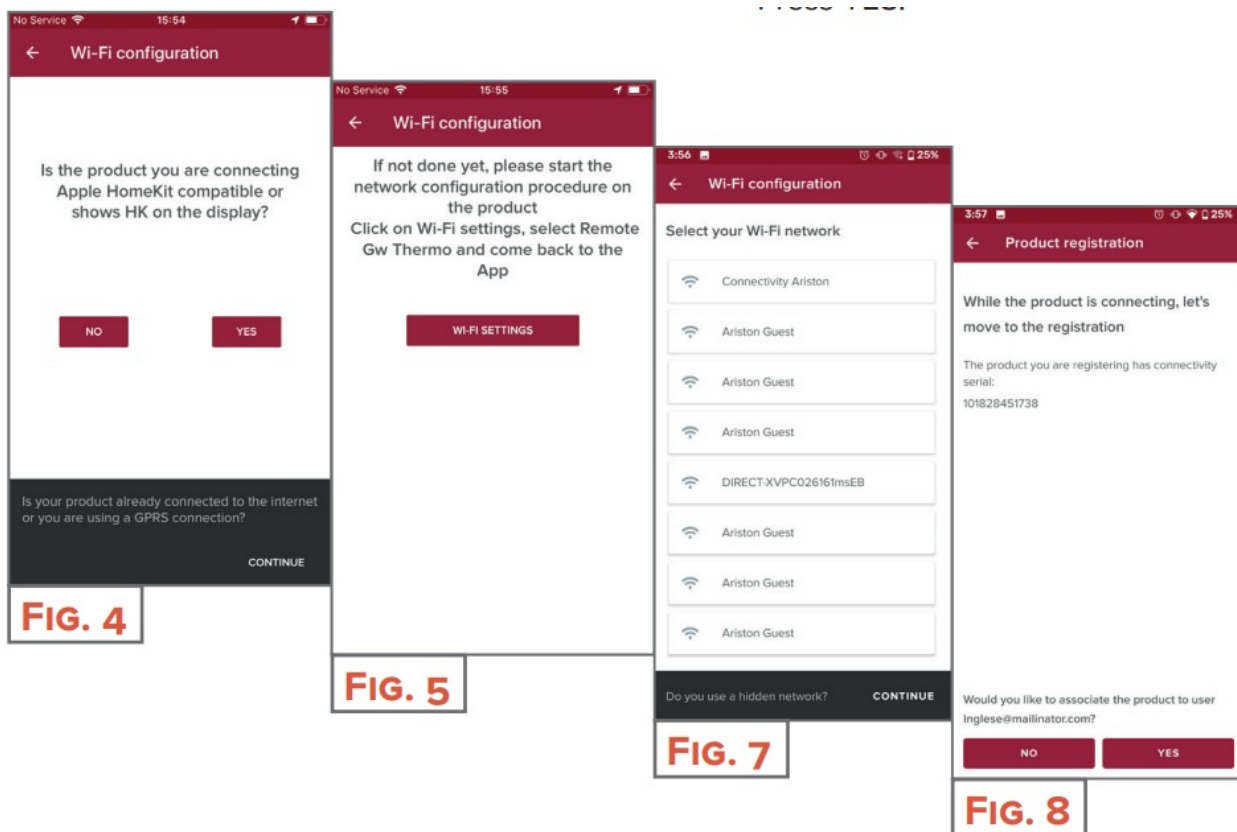 Press YES.
No Service 15:54
Wi-Fi configuration
Is the product you are connecting
Apple HomeKit compatible or
shows HK on the display?
NO YES
Is your product already connected to the internet
or you are using a GPRS connection?
CONTINUE
FIG. 4
No Service 15:55
Wi-Fi configuration
If not done yet, please start the
network configuration procedure on
the product
Click on Wi-Fi settings, select Remote
Gw Thermo and come back to the
App
WI-FI SETTINGS
FIG. 5
3:56 25%
Wi-Fi configuration
Select your Wi-Fi network
Connectivity Ariston
Ariston Guest
Ariston Guest
Ariston Guest
DIRECT-XVPC026161msEB
Ariston Guest
Ariston Guest
Ariston Guest
Do you use a hidden network? CONTINUE
FIG. 7
3:57 25%
Product registration
While the product is connecting, let's
move to the registration
The product you are registering has connectivity
serial:
101828451738
Would you like to associate the product to user
Inglese@mailinator.com?
NO YES
FIG. 8